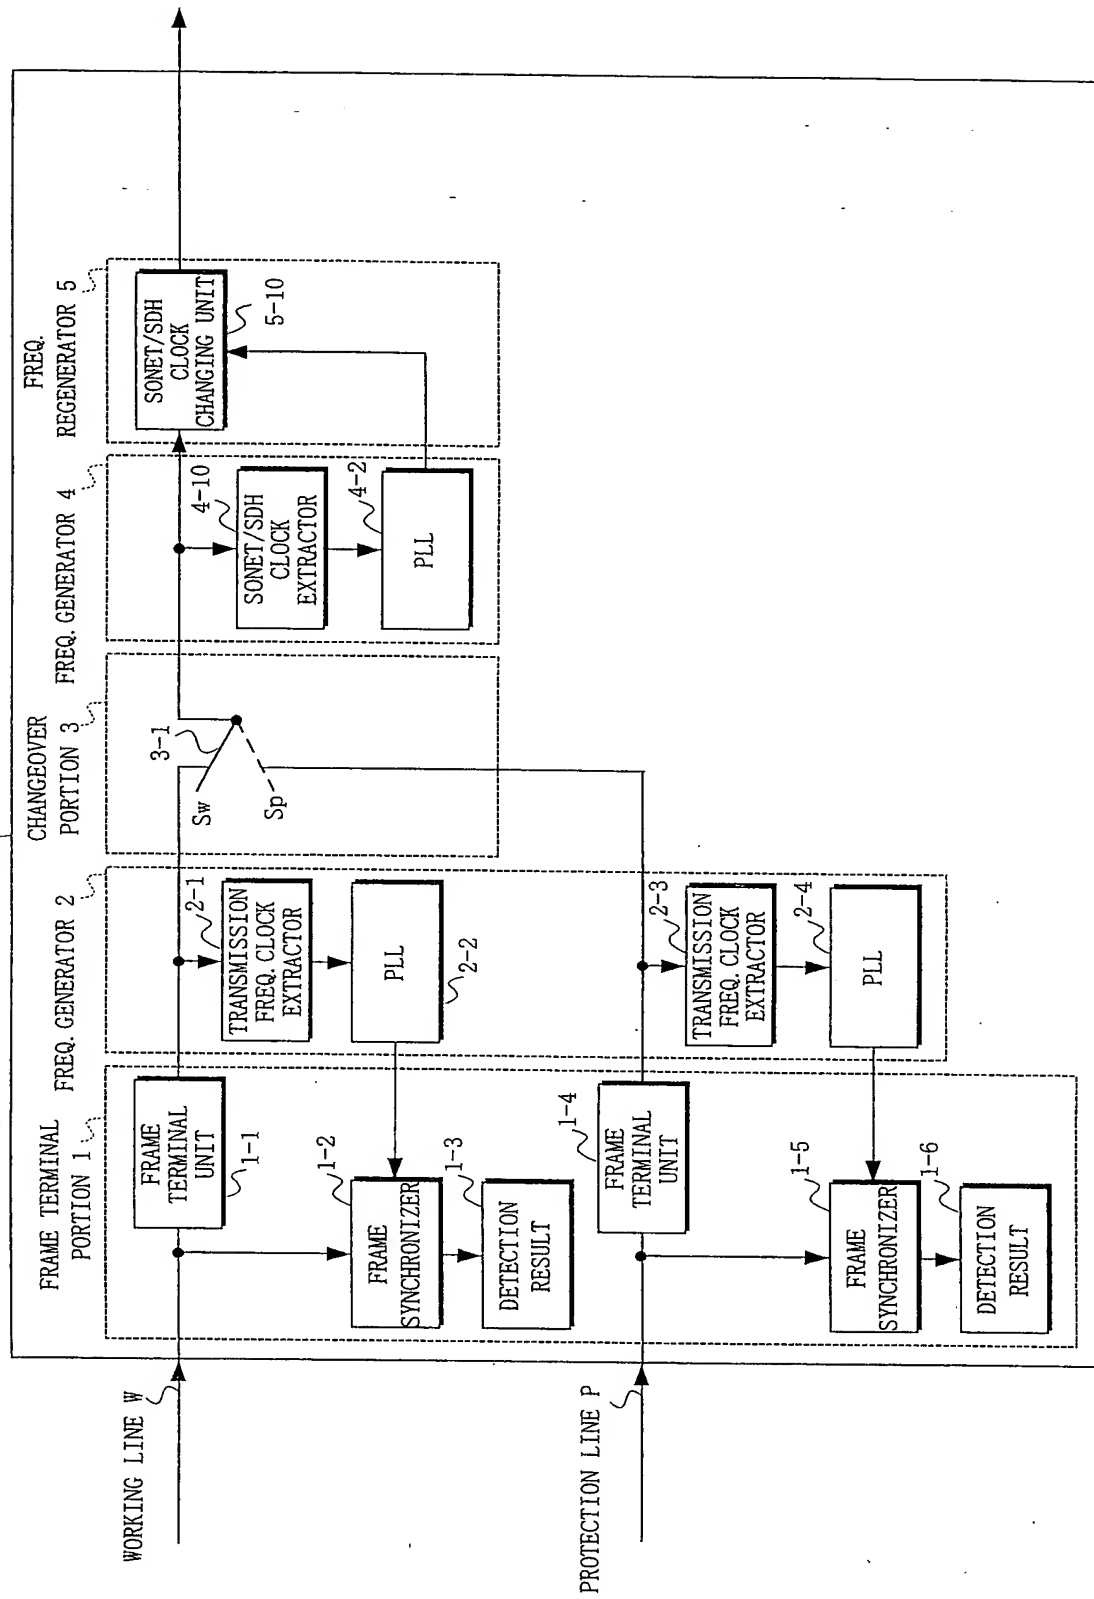 WORKING LINE W
PROTECTION LINE P
FRAME TERMINAL
PORTION 1
FRAME
TERMINAL
UNIT
1-1
FRAME
SYNCHRONIZER
1-2
DETECTION
RESULT
1-3
FRAME
TERMINAL
UNIT
1-4
FRAME
SYNCHRONIZER
1-5
DETECTION
RESULT
1-6
FREQ. GENERATOR 2
TRANSMISSION
FREQ. CLOCK
EXTRACTOR
2-1
PLL
2-2
TRANSMISSION
FREQ. CLOCK
EXTRACTOR
2-3
PLL
2-4
CHANGEOVER
PORTION 3
3-1
Sw
Sp
FREQ. GENERATOR 4
SONET/SDH
CLOCK
EXTRACTOR
4-10
PLL
4-2
FREQ.
REGENERATOR 5
SONET/SDH
CLOCK
CHANGING UNIT
5-10